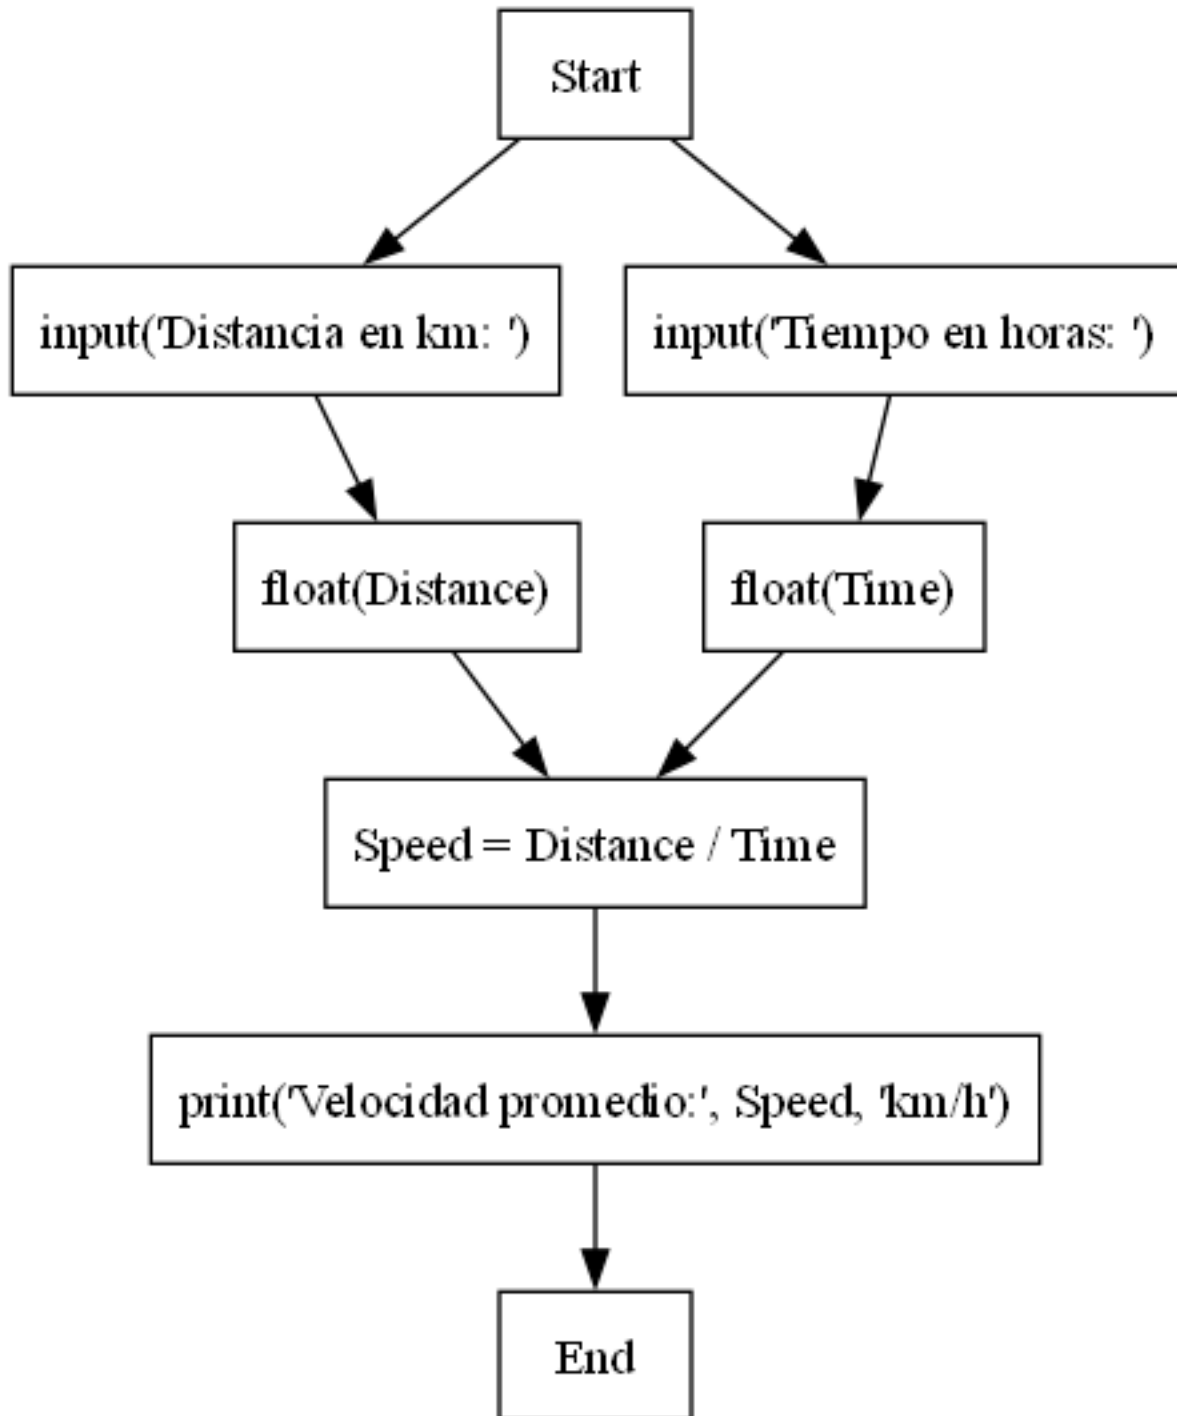 Start
input('Distancia en km: ')
input('Tiempo en horas: ')
float(Distance)
float(Time)
Speed = Distance / Time
print('Velocidad promedio:', Speed, 'km/h')
End